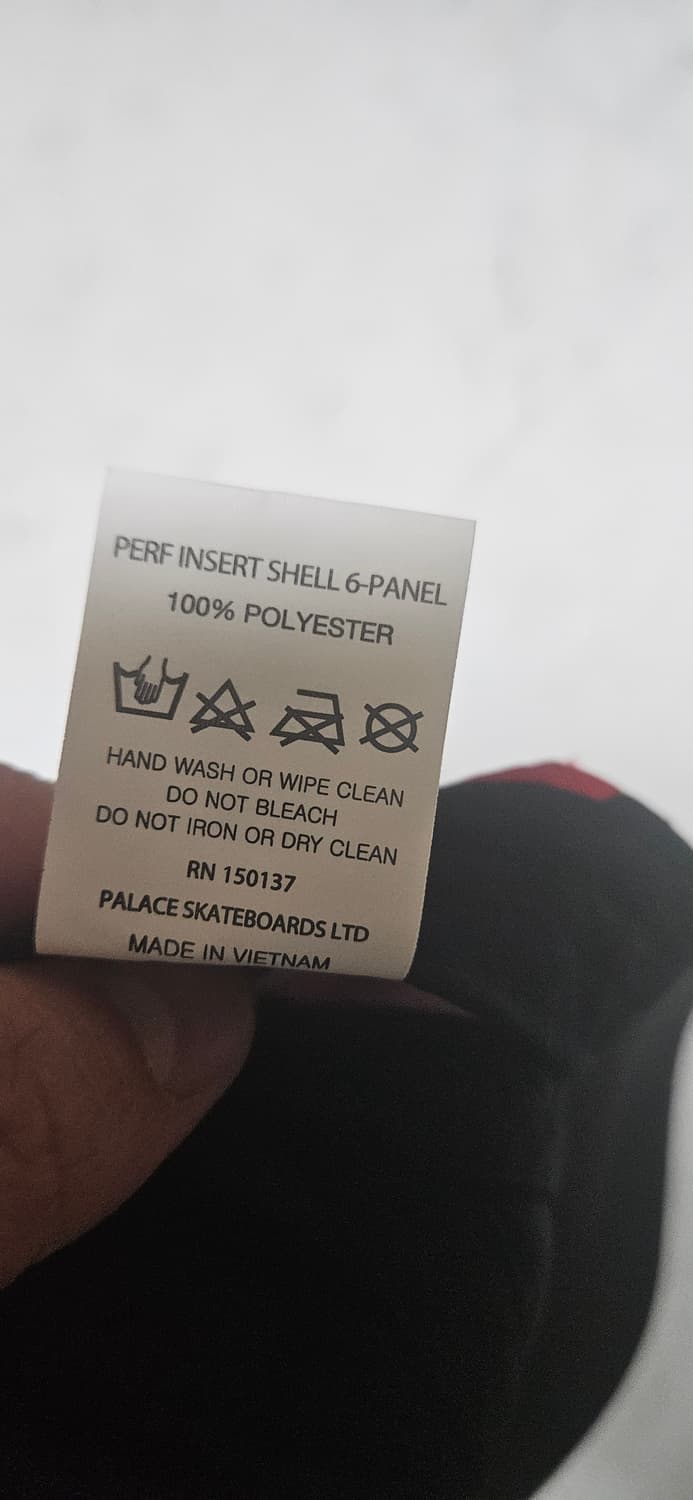 PERF INSERT SHELL 6-PANEL
100% POLYESTER
HAND WASH OR WIPE CLEAN
DO NOT BLEACH
DO NOT IRON OR DRY CLEAN
RN 150137
PALACE SKATEBOARDS LTD
MADE IN VIETNAM